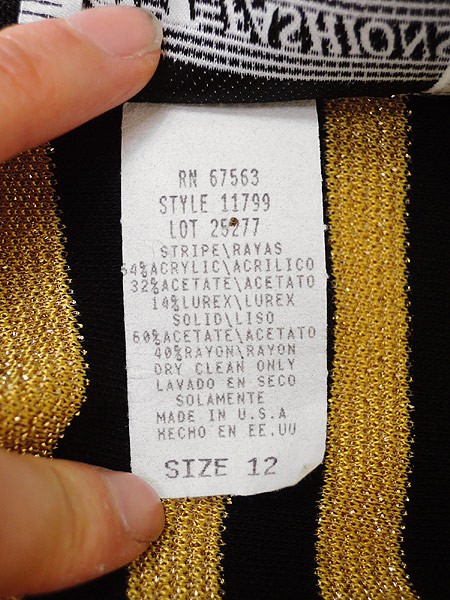 RN 67563
STYLE 11799
LOT 25277
STRIPE\RAYAS
54%ACRYLIC\ACRILICO
32%ACETATE\ACETATO
14%LUREX\LUREX
SOLID\LISO
60%ACETATE\ACETATO
40%RAYON\RAYON
DRY CLEAN ONLY
LAVADO EN SECO
SOLAMENTE
MADE IN U.S.A
HECHO EN EE.UU
SIZE 12